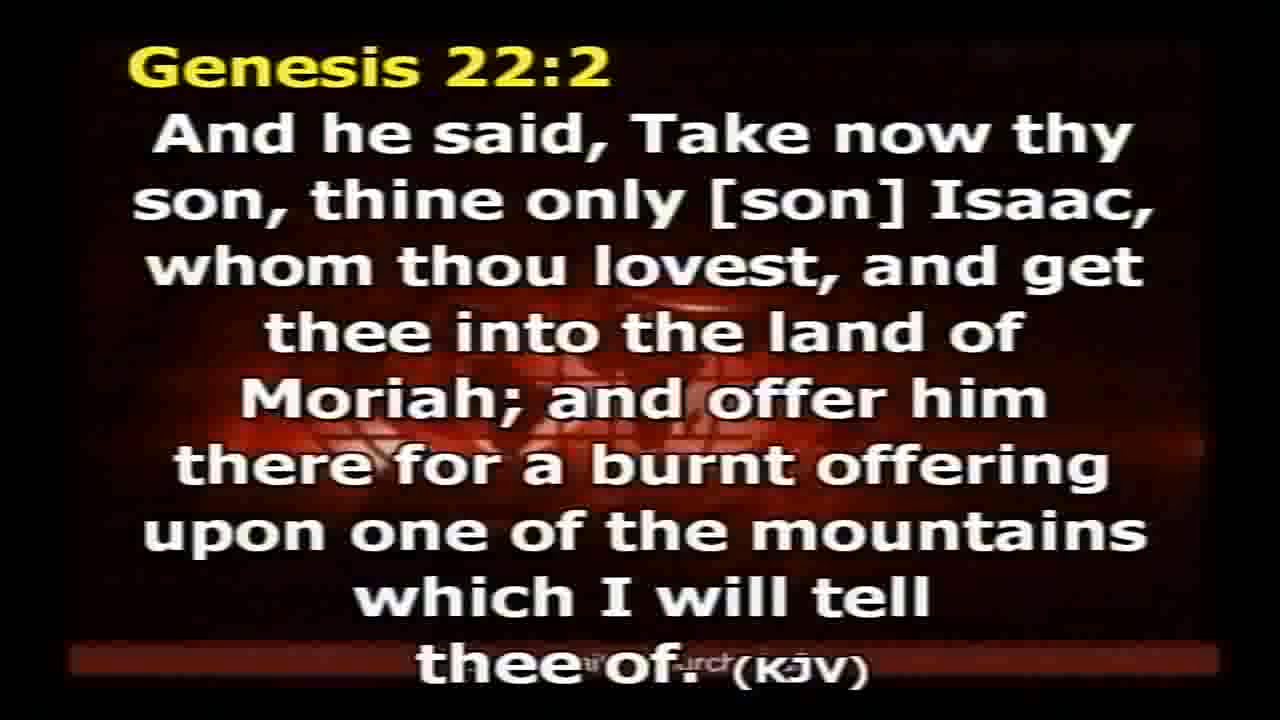 Genesis 22:2
And he said, Take now thy
son, thine only [son] Isaac,
whom thou lovest, and get
thee into the land of
Moriah; and offer him
there for a burnt offering
upon one of the mountains
which I will tell
thee of. (KJV)